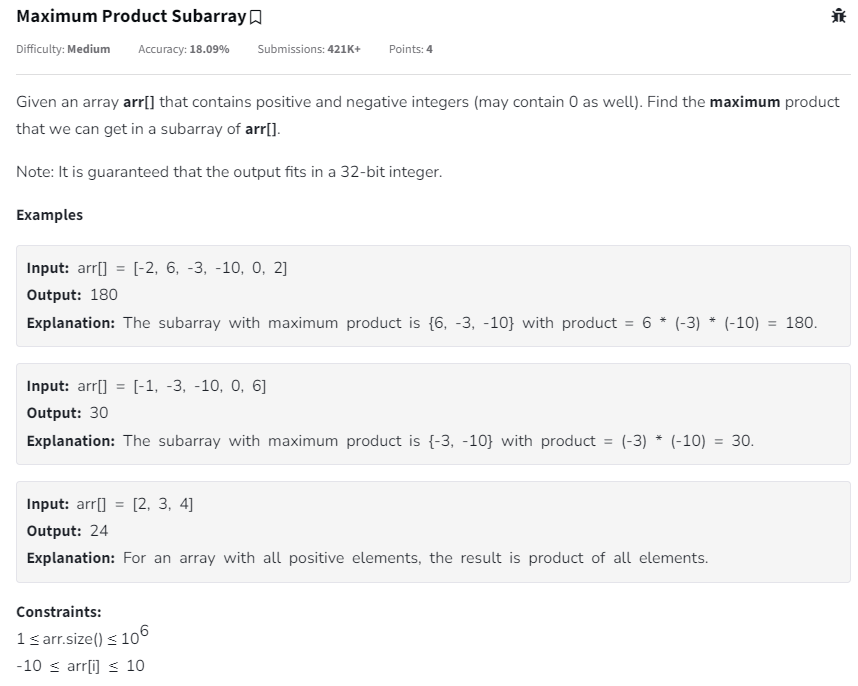 Maximum Product Subarray
Difficulty: Medium Accuracy: 18.09% Submissions: 421K+ Points: 4
Given an array arr[] that contains positive and negative integers (may contain 0 as well). Find the maximum product
that we can get in a subarray of arr[].
Note: It is guaranteed that the output fits in a 32-bit integer.
Examples
Input: arr[] = [-2, 6, -3, -10, 0, 2]
Output: 180
Explanation: The subarray with maximum product is {6, -3, -10} with product = 6 * (-3) * (-10) = 180.
Input: arr[] = [-1, -3, -10, 0, 6]
Output: 30
Explanation: The subarray with maximum product is {-3, -10} with product = (-3) * (-10) = 30.
Input: arr[] = [2, 3, 4]
Output: 24
Explanation: For an array with all positive elements, the result is product of all elements.
Constraints:
1 ≤ arr.size() ≤ 10⁶
-10 ≤ arr[i] ≤ 10